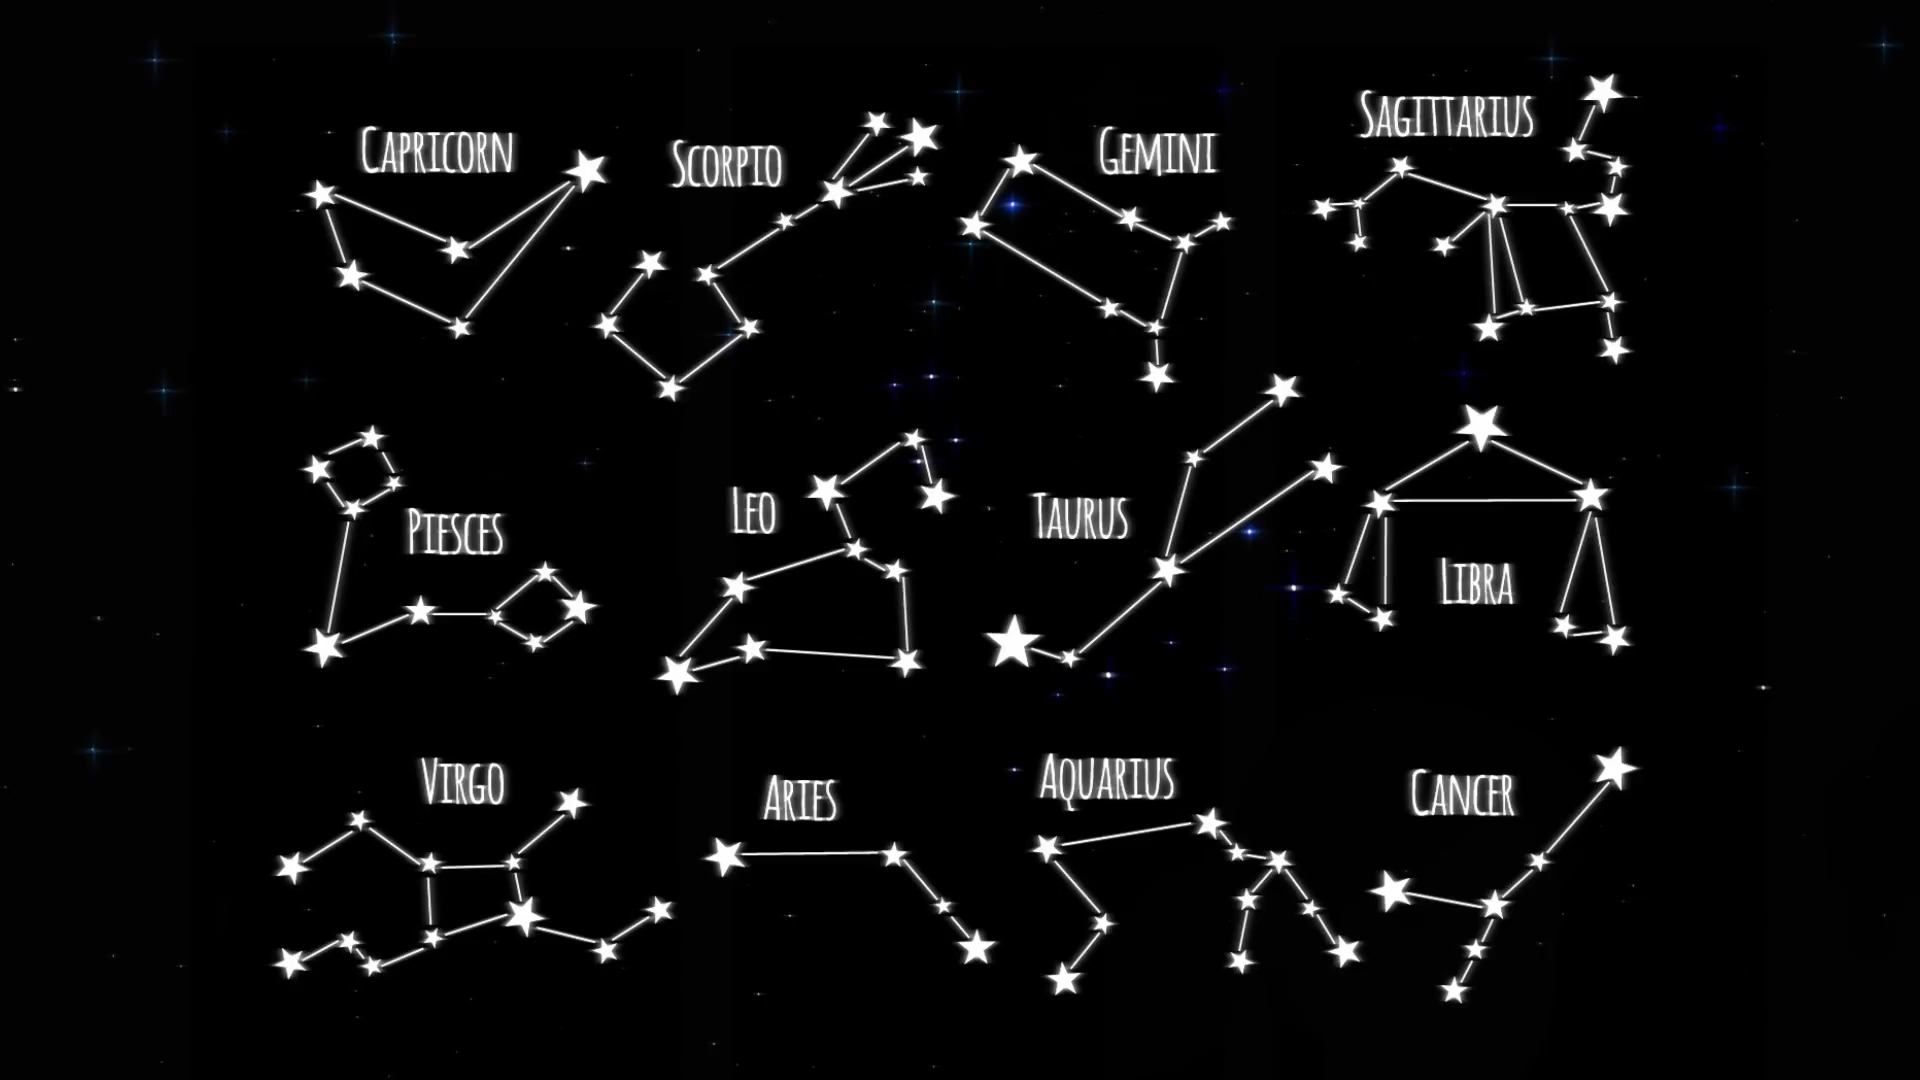 Capricorn
Scorpio
Gemini
Sagittarius
Piesces
Leo
Taurus
Libra
Virgo
Aries
Aquarius
Cancer